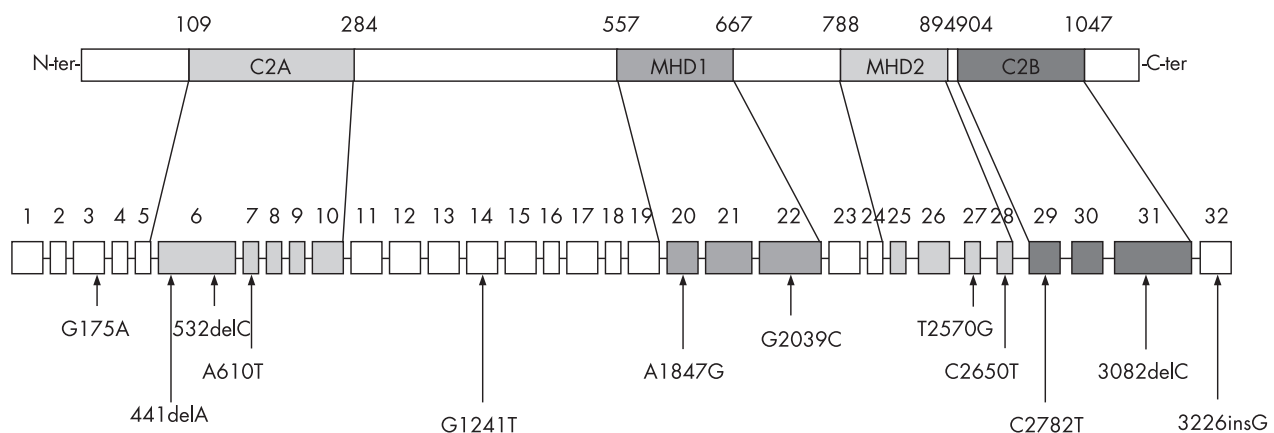 109 284 557 667 788 894 904 1047
N-ter- C2A MHD1 MHD2 C2B -C-ter
1 2 3 4 5 6 7 8 9 10 11 12 13 14 15 16 17 18 19 20 21 22 23 24 25 26 27 28 29 30 31 32
G175A 532delC T2570G
G2039C
A610T A1847G C2650T 3082delC
441delA G1241T C2782T 3226insG